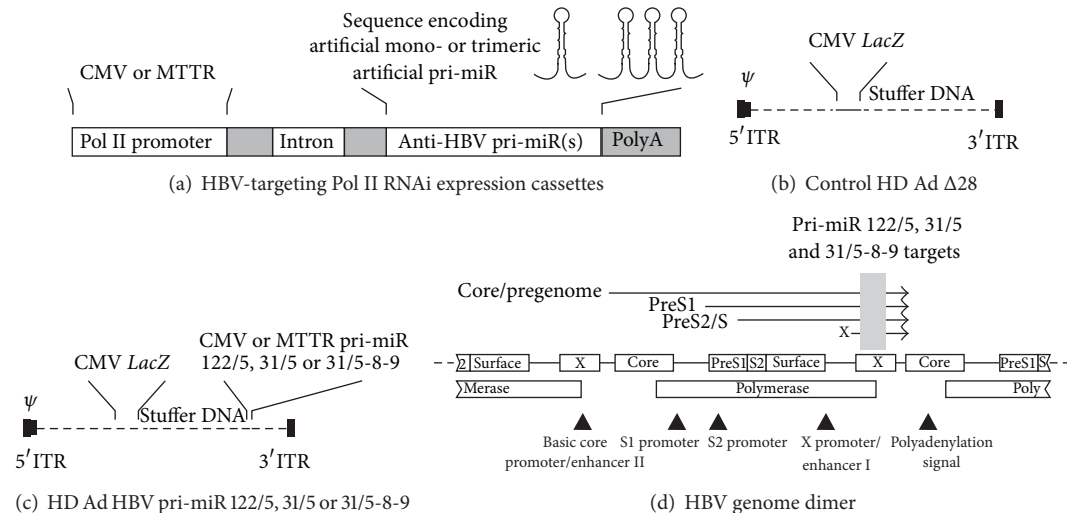 Sequence encoding
artificial mono- or trimeric
artificial pri-miR
CMV or MTTR
Pol II promoter
Intron
Anti-HBV pri-miR(s)
PolyA
(a) HBV-targeting Pol II RNAi expression cassettes
CMV LacZ
ψ
Stuffer DNA
5′ITR
3′ITR
(b) Control HD Ad Δ28
CMV or MTTR pri-miR
122/5, 31/5 or 31/5-8-9
CMV LacZ
ψ
Stuffer DNA
5′ITR
3′ITR
(c) HD Ad HBV pri-miR 122/5, 31/5 or 31/5-8-9
Pri-miR 122/5, 31/5
and 31/5-8-9 targets
Core/pregenome
PreS1
PreS2/S
X
2 Surface X Core PreS1 S2 Surface X Core PreS1 S
Merase Polymerase Poly
Basic core
promoter/enhancer II
S1 promoter
S2 promoter
X promoter/
enhancer I
Polyadenylation
signal
(d) HBV genome dimer